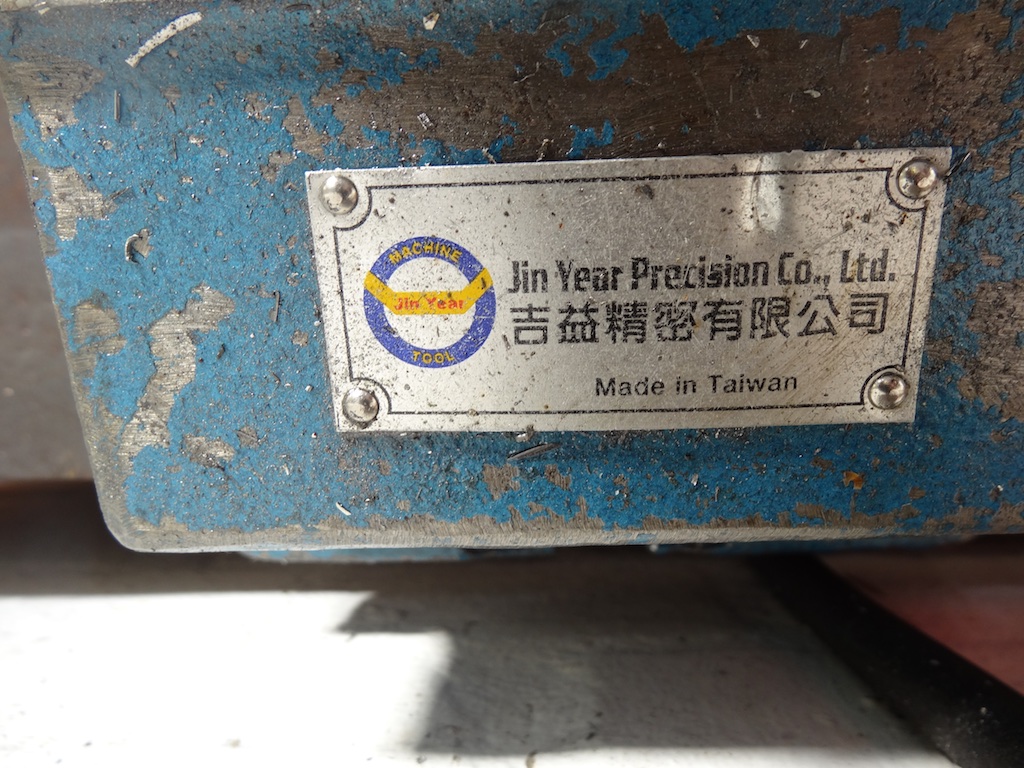 MACHINE
Jin Year
TOOL
Jin Year Precision Co., Ltd.
吉益精密有限公司
Made in Taiwan